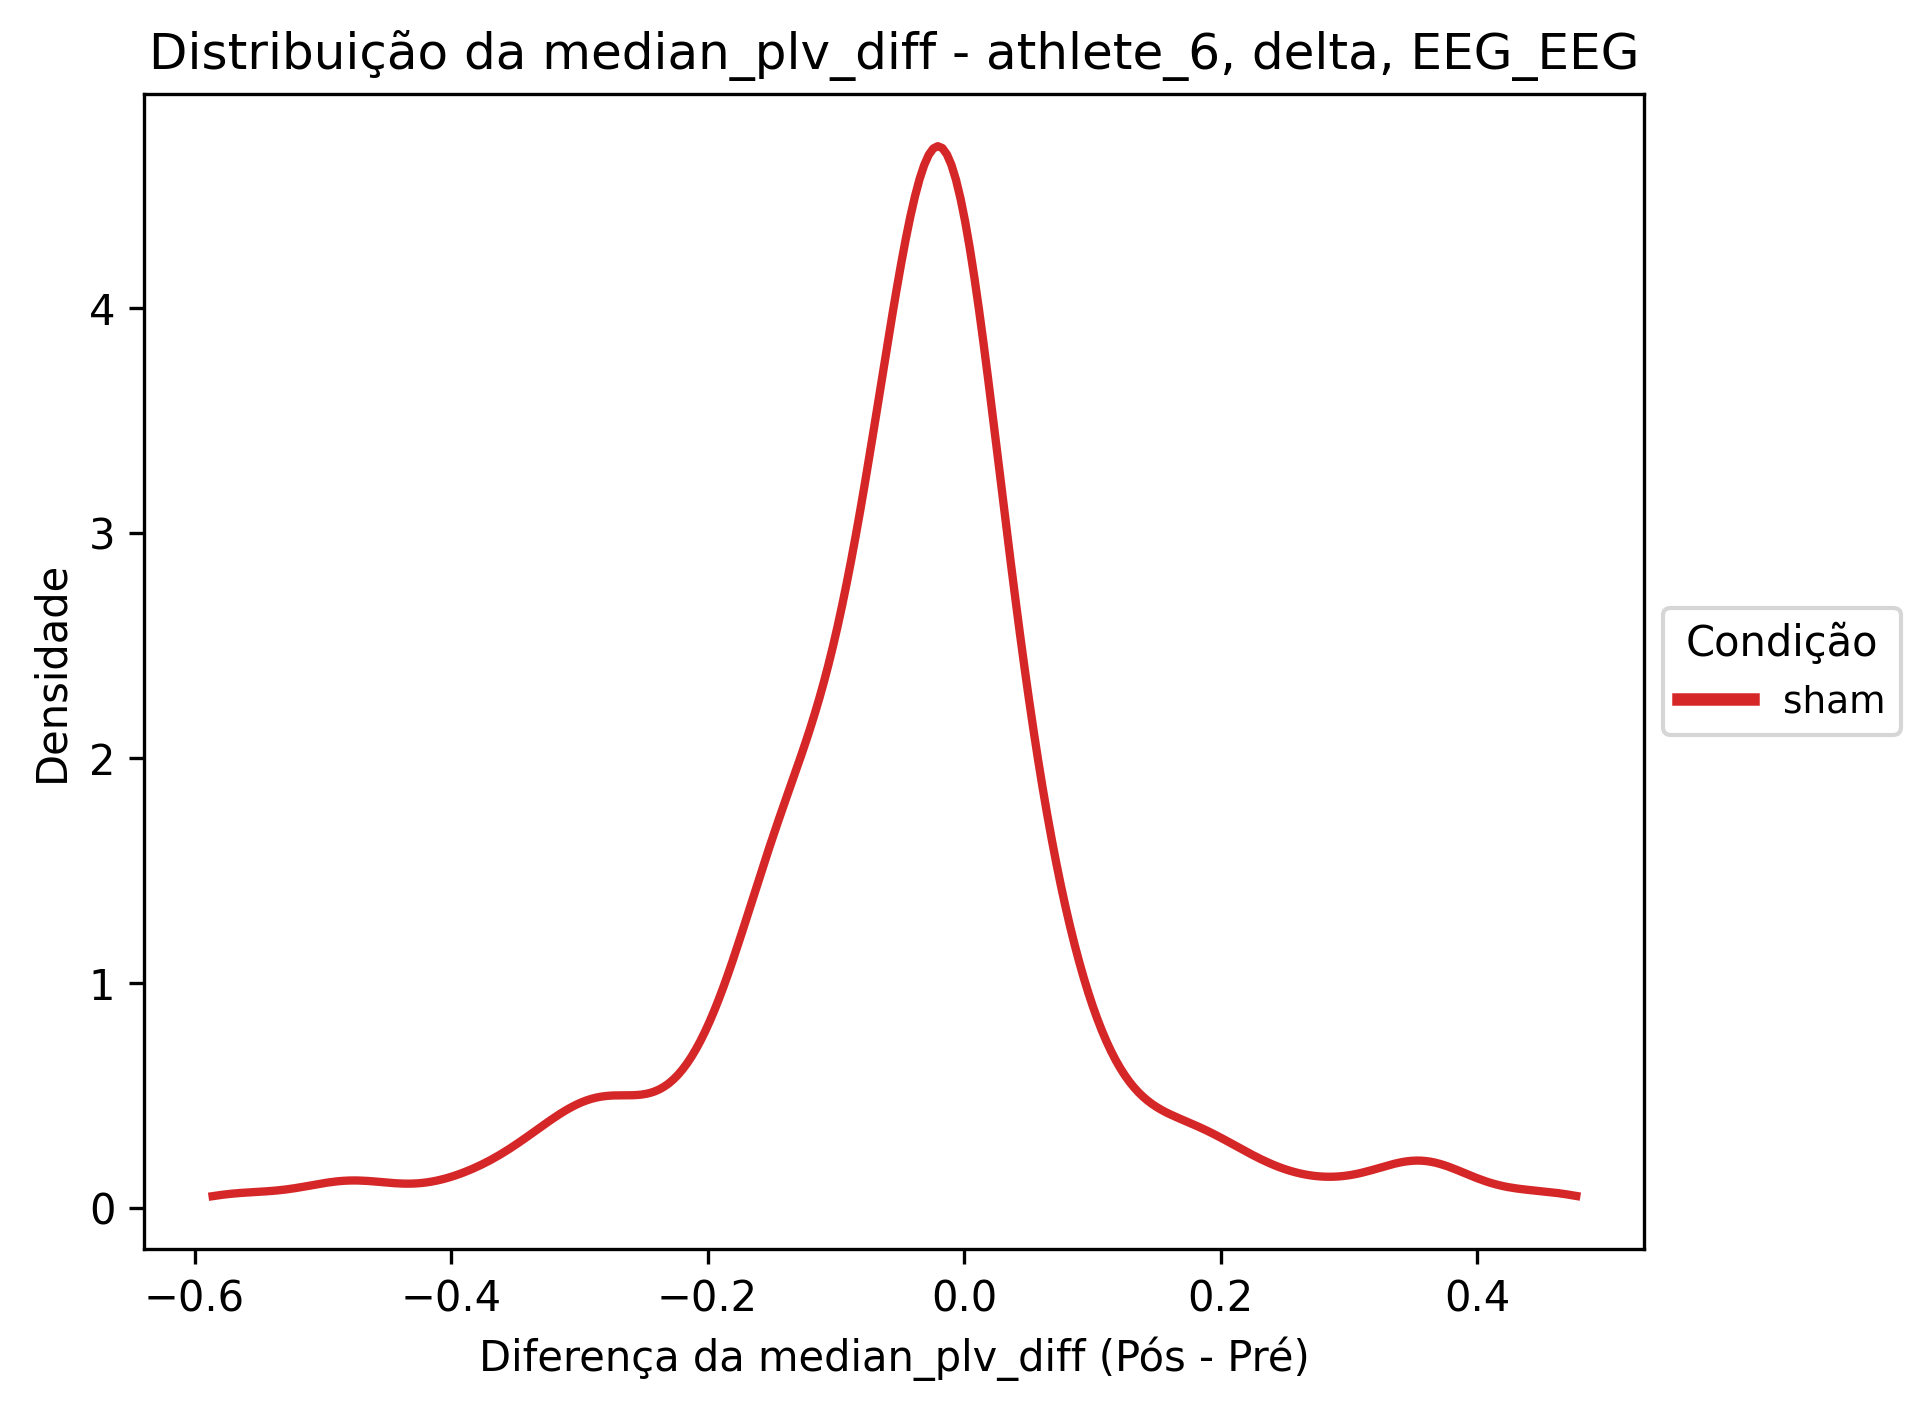 Distribuição da median_plv_diff - athlete_6, delta, EEG_EEG
Densidade
4
3
2
1
0
−0.6 −0.4 −0.2 0.0 0.2 0.4
Diferença da median_plv_diff (Pós - Pré)
Condição
sham